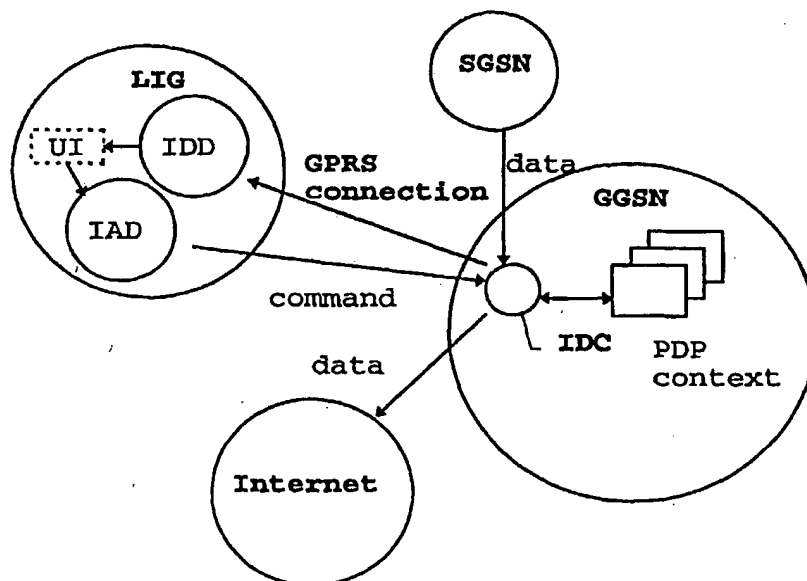 LIG
SGSN
UI
IDD
GPRS
connection
data
GGSN
IAD
command
IDC
PDP
context
data
Internet